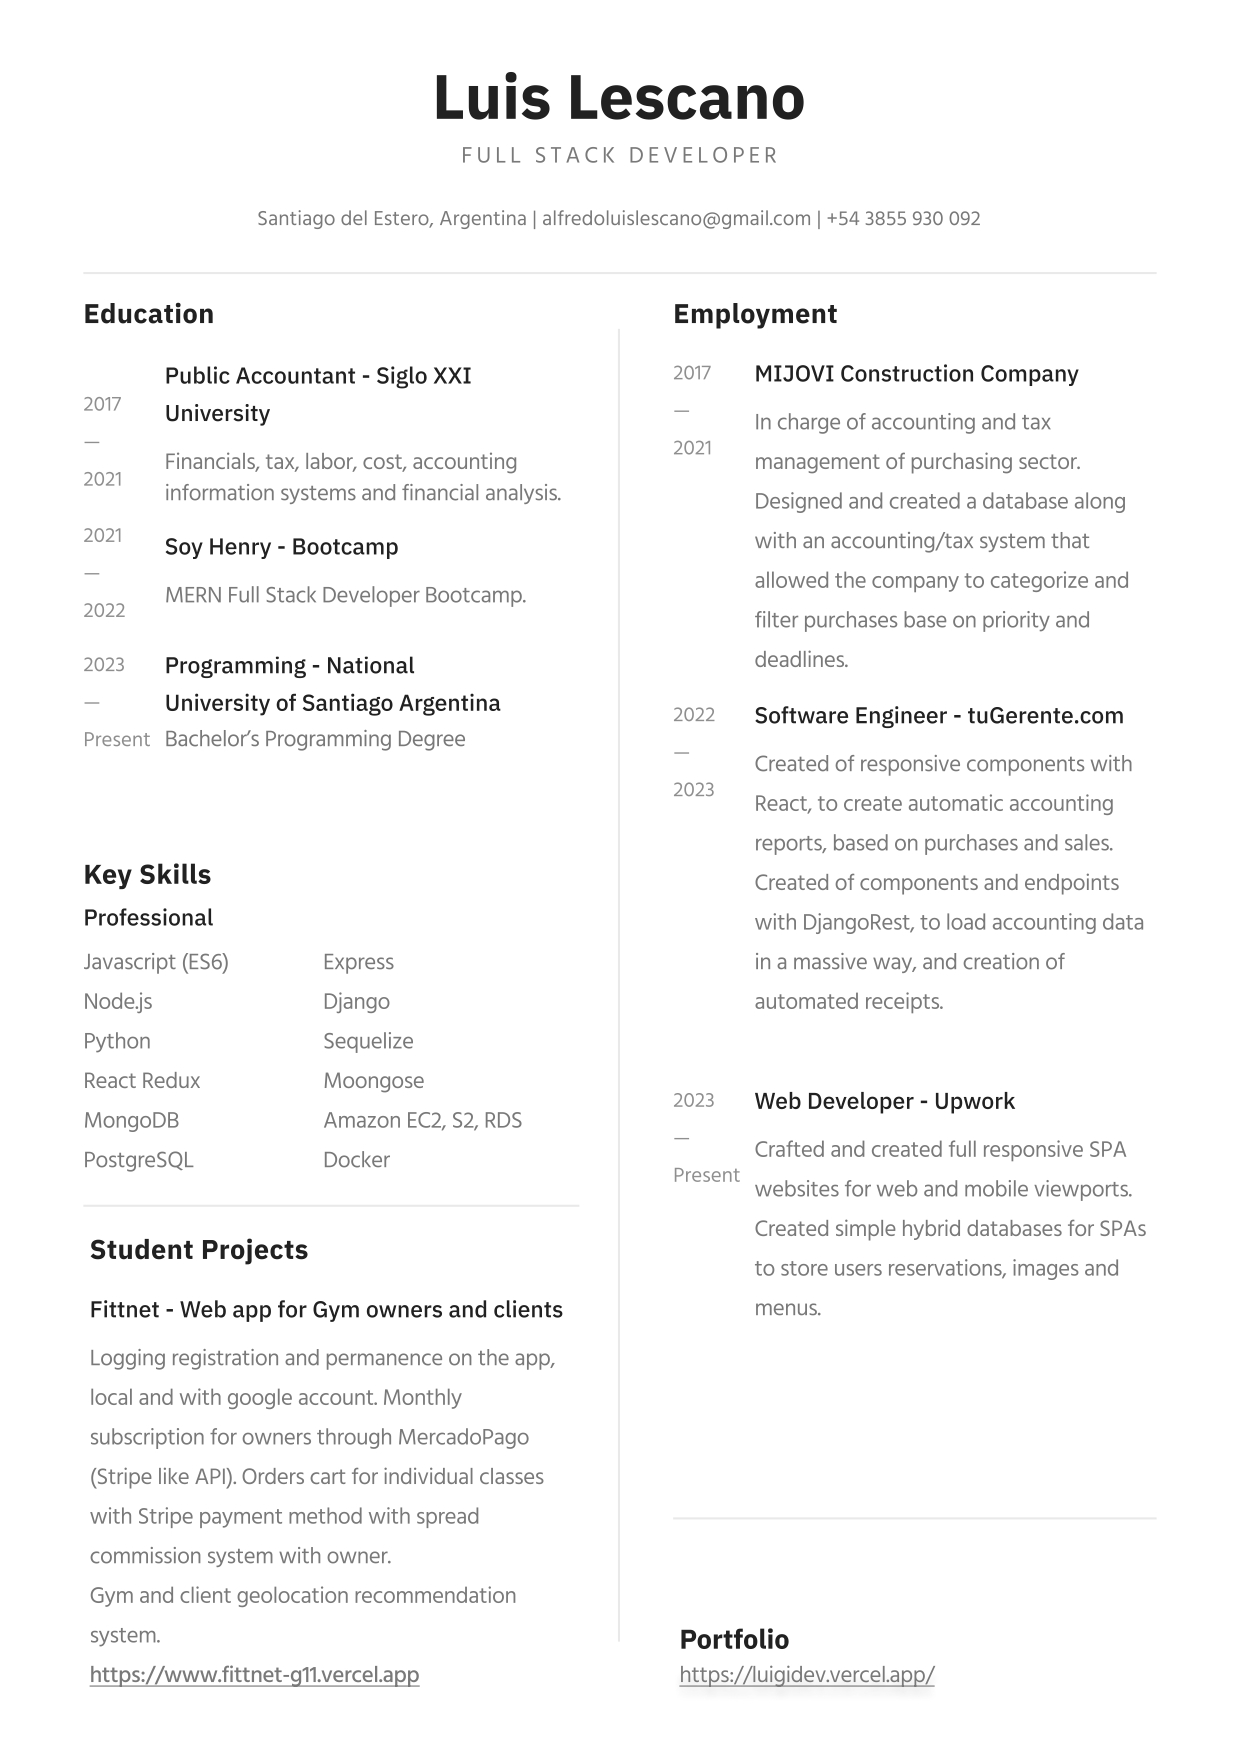 Luis Lescano
FULL STACK DEVELOPER
Santiago del Estero, Argentina | alfredoluislescano@gmail.com | +54 3855 930 092
Education
2017
—
2021
Public Accountant - Siglo XXI
University
Financials, tax, labor, cost, accounting
information systems and financial analysis.
2021
—
2022
Soy Henry - Bootcamp
MERN Full Stack Developer Bootcamp.
2023
—
Present
Programming - National
University of Santiago Argentina
Bachelor’s Programming Degree
Key Skills
Professional
Javascript (ES6)
Node.js
Python
React Redux
MongoDB
PostgreSQL
Express
Django
Sequelize
Moongose
Amazon EC2, S2, RDS
Docker
Student Projects
Fittnet - Web app for Gym owners and clients
Logging registration and permanence on the app,
local and with google account. Monthly
subscription for owners through MercadoPago
(Stripe like API). Orders cart for individual classes
with Stripe payment method with spread
commission system with owner.
Gym and client geolocation recommendation
system.
https://www.fittnet-g11.vercel.app
Employment
2017
—
2021
MIJOVI Construction Company
In charge of accounting and tax
management of purchasing sector.
Designed and created a database along
with an accounting/tax system that
allowed the company to categorize and
filter purchases base on priority and
deadlines.
2022
—
2023
Software Engineer - tuGerente.com
Created of responsive components with
React, to create automatic accounting
reports, based on purchases and sales.
Created of components and endpoints
with DjangoRest, to load accounting data
in a massive way, and creation of
automated receipts.
2023
—
Present
Web Developer - Upwork
Crafted and created full responsive SPA
websites for web and mobile viewports.
Created simple hybrid databases for SPAs
to store users reservations, images and
menus.
Portfolio
https://luigidev.vercel.app/